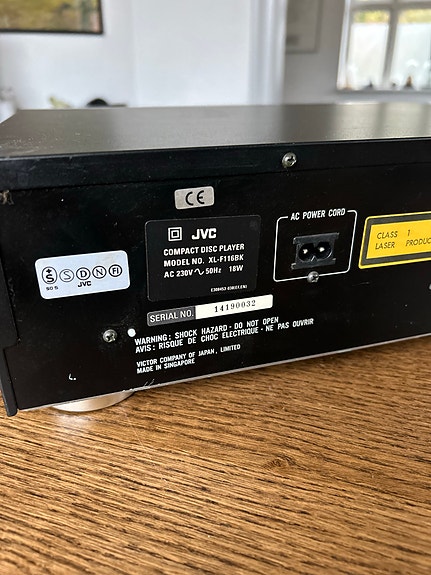 CE
JVC
COMPACT DISC PLAYER
MODEL NO. XL-F116BK
AC 230V ∿ 50Hz 18W
AC POWER CORD
CLASS 1
LASER PRODUC
S S D N FI
JVC
SERIAL NO. 14190032
WARNING: SHOCK HAZARD - DO NOT OPEN
AVIS: RISQUE DE CHOC ELECTRIQUE - NE PAS OUVRIR
VICTOR COMPANY OF JAPAN, LIMITED
MADE IN SINGAPORE